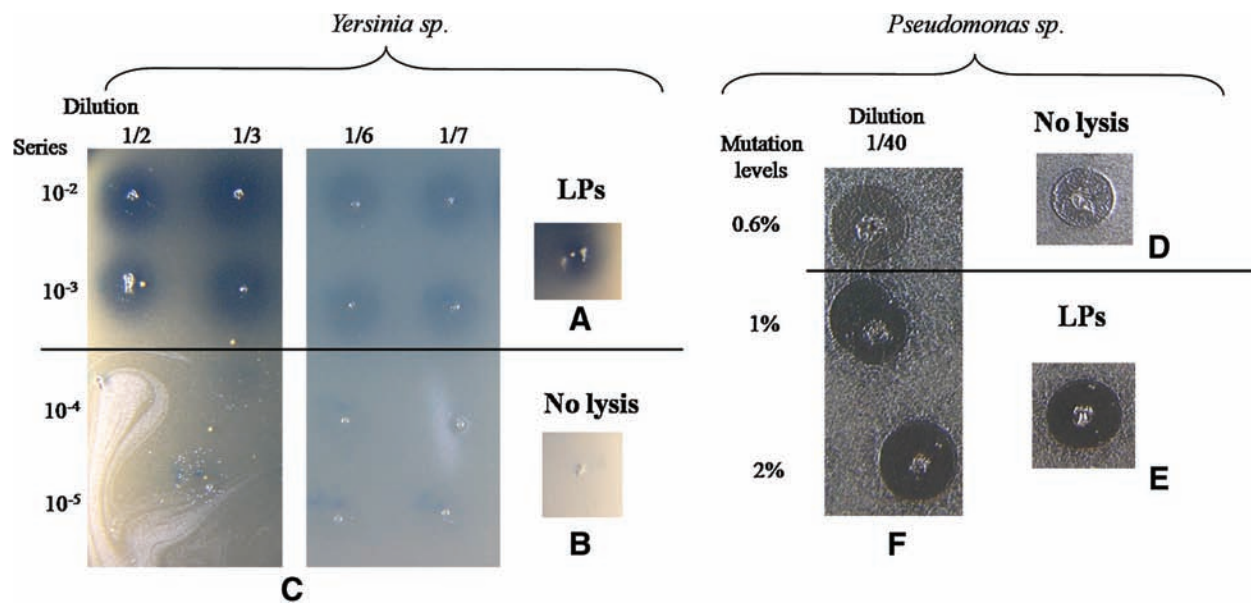 Yersinia sp.
Pseudomonas sp.
Dilution
1/2 1/3 1/6 1/7
Series
10-2
10-3
10-4
10-5
LPs
A
No lysis
B
C
Dilution
1/40
Mutation
levels
0.6%
1%
2%
No lysis
D
LPs
E
F